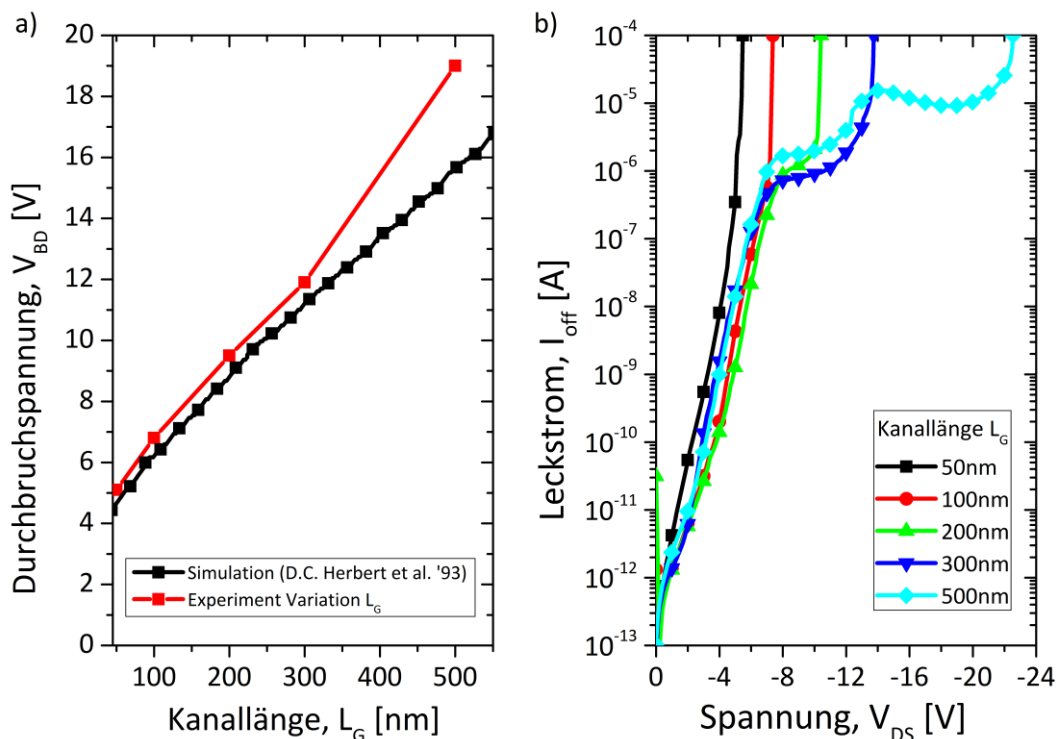 a)
20
18
16
14
12
10
8
6
4
2
0
Durchbruchspannung, V_BD [V]
Simulation (D.C. Herbert et al. '93)
Experiment Variation L_G
100 200 300 400 500
Kanallänge, L_G [nm]
b)
10^-4
10^-5
10^-6
10^-7
10^-8
10^-9
10^-10
10^-11
10^-12
10^-13
Leckstrom, I_off [A]
Kanallänge L_G
50nm
100nm
200nm
300nm
500nm
0 -4 -8 -12 -16 -20 -24
Spannung, V_DS [V]